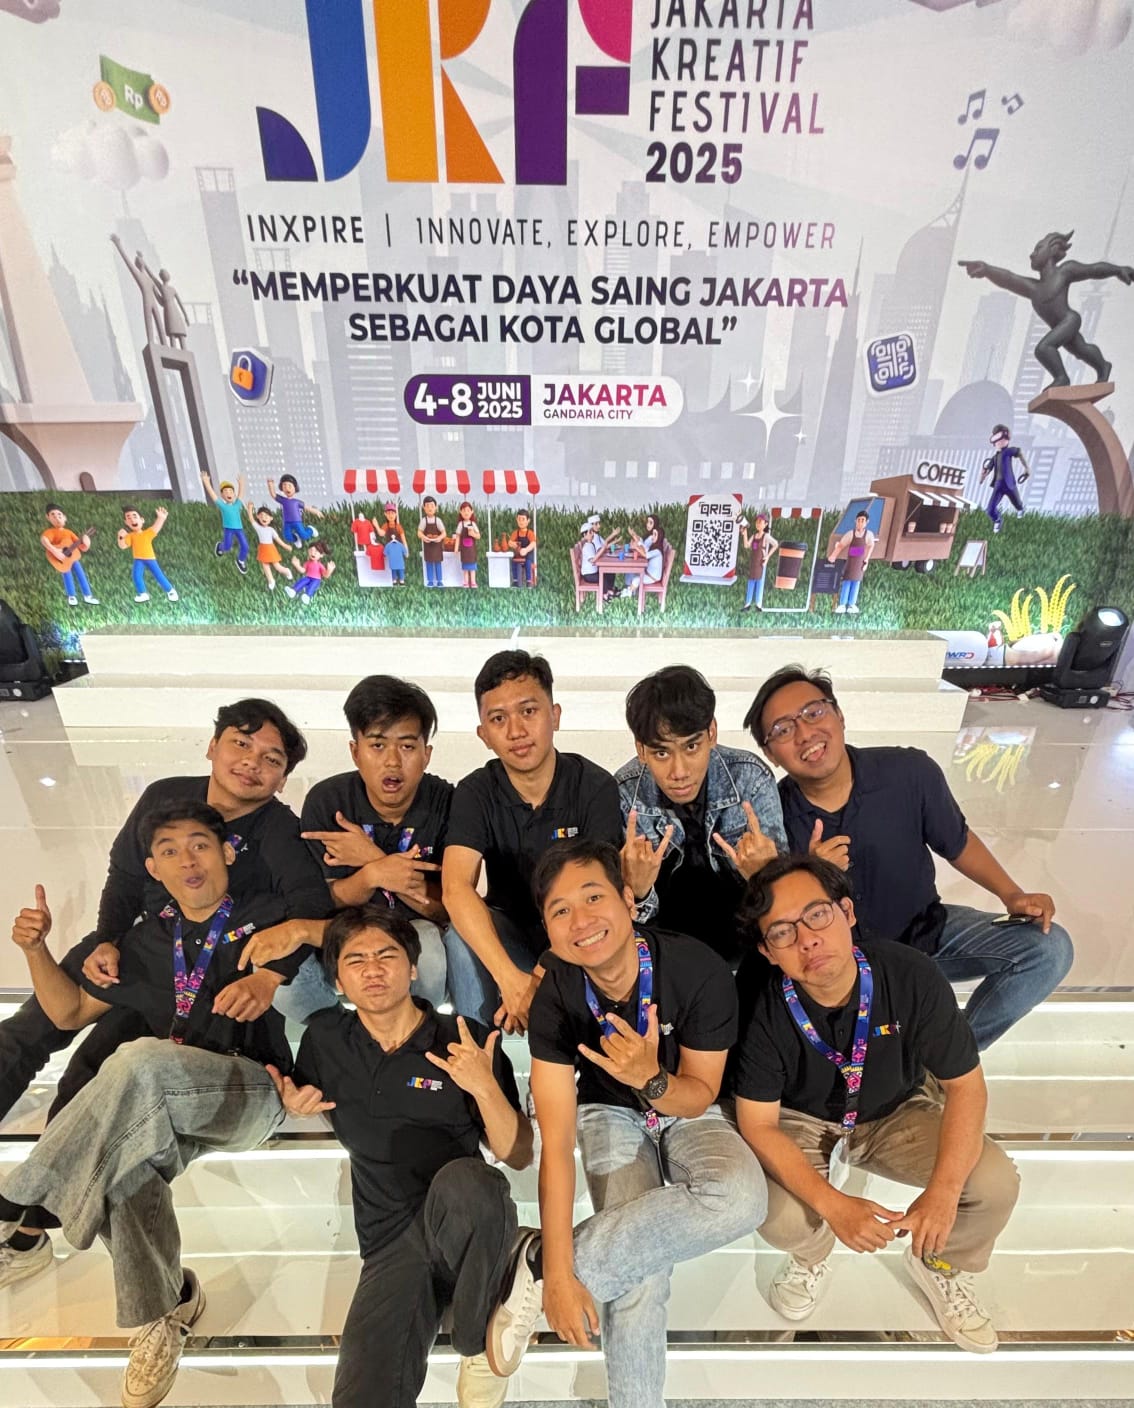 JKF
JAKARTA
KREATIF
FESTIVAL
2025
INXPIRE | INNOVATE, EXPLORE, EMPOWER
“MEMPERKUAT DAYA SAING JAKARTA
SEBAGAI KOTA GLOBAL”
4-8 JUNI 2025 JAKARTA
GANDARIA CITY
Rp
COFFEE
QRIS
JKF